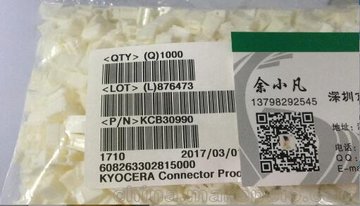 <QTY> (Q)1000
<LOT> (L)876473
<P/N>KCB30990
1710 2017/03/0
608263302815000
KYOCERA Connector Prod
余小凡
13798292545
深圳
E-ma